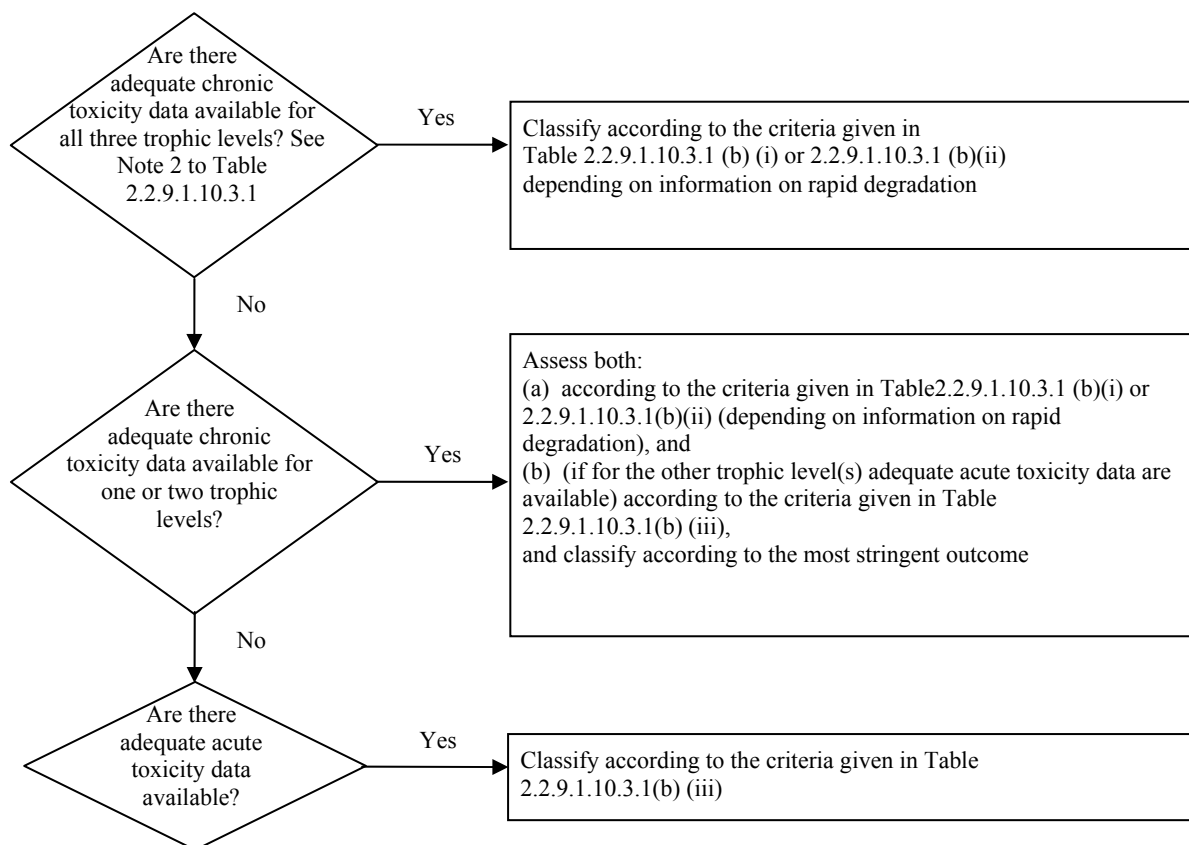 Are there
adequate chronic
toxicity data available for
all three trophic levels? See
Note 2 to Table
2.2.9.1.10.3.1
Yes
Classify according to the criteria given in
Table 2.2.9.1.10.3.1 (b) (i) or 2.2.9.1.10.3.1 (b)(ii)
depending on information on rapid degradation
No
Are there
adequate chronic
toxicity data available for
one or two trophic
levels?
Yes
Assess both:
(a) according to the criteria given in Table2.2.9.1.10.3.1 (b)(i) or
2.2.9.1.10.3.1(b)(ii) (depending on information on rapid
degradation), and
(b) (if for the other trophic level(s) adequate acute toxicity data are
available) according to the criteria given in Table
2.2.9.1.10.3.1(b) (iii),
and classify according to the most stringent outcome
No
Are there
adequate acute
toxicity data
available?
Yes
Classify according to the criteria given in Table
2.2.9.1.10.3.1(b) (iii)